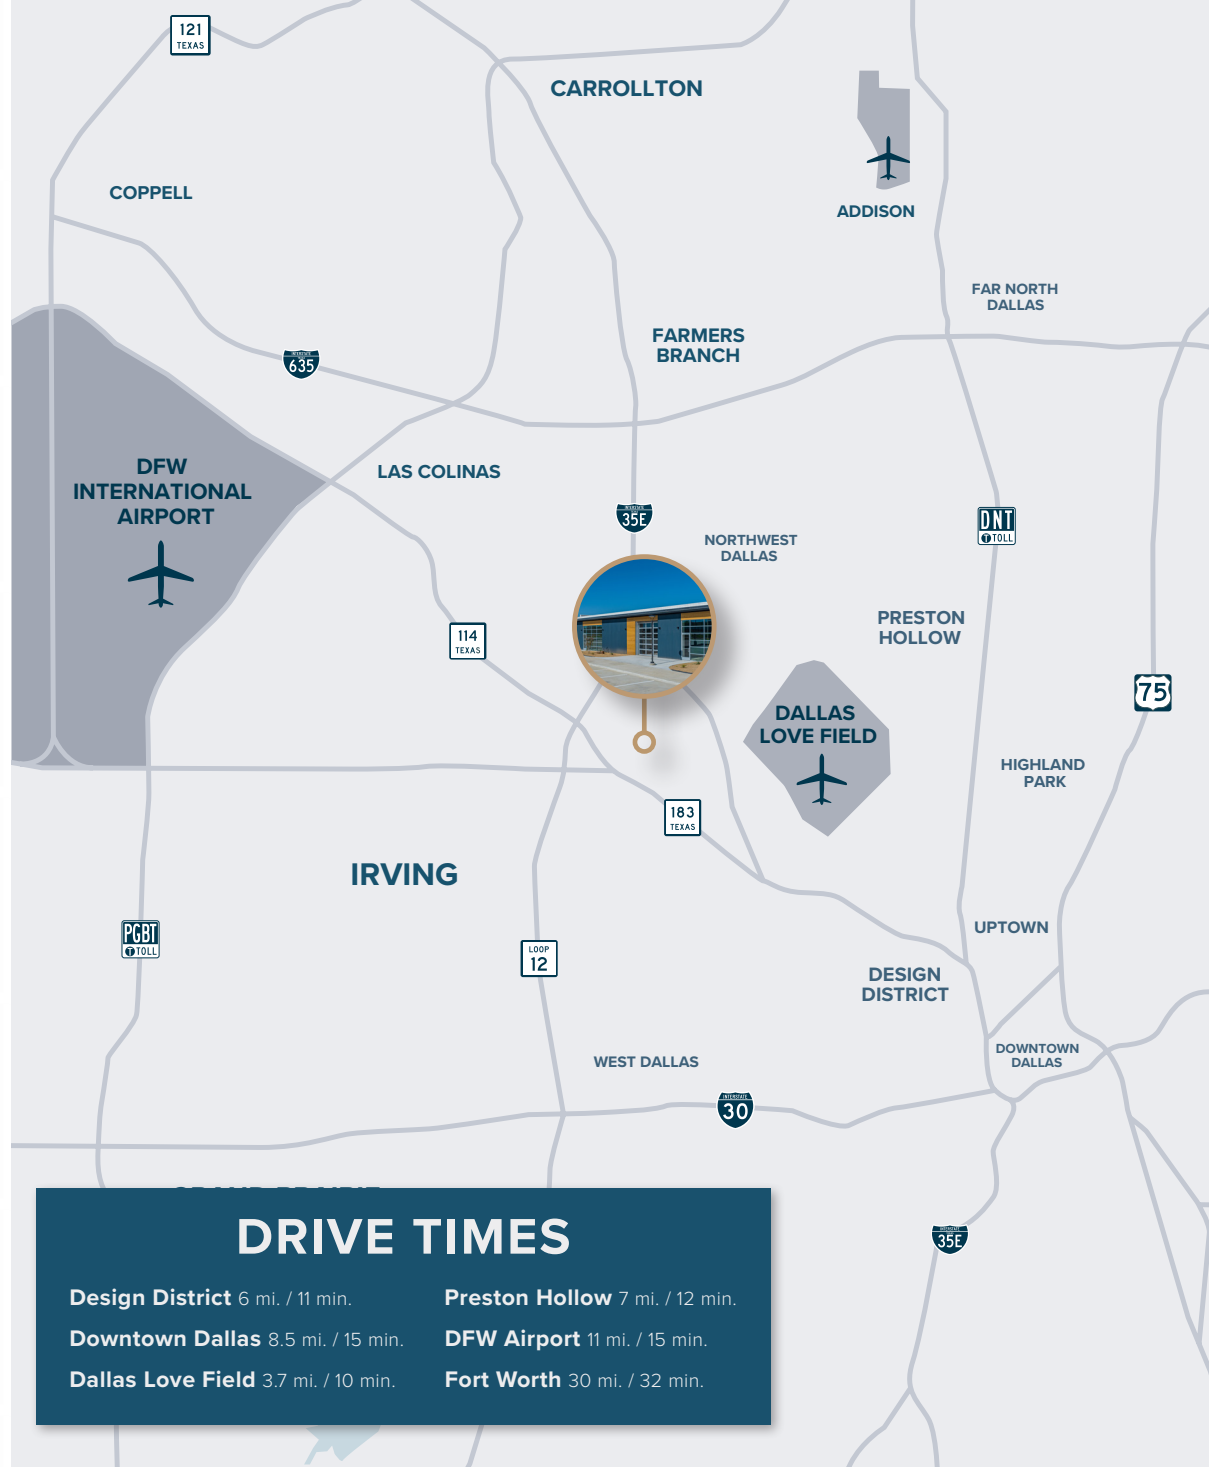 121
TEXAS
CARROLLTON
COPPELL
ADDISON
FAR NORTH
DALLAS
FARMERS
BRANCH
INTERSTATE
635
DFW
INTERNATIONAL
AIRPORT
LAS COLINAS
INTERSTATE
35E
NORTHWEST
DALLAS
DNT
TOLL
PRESTON
HOLLOW
114
TEXAS
75
DALLAS
LOVE FIELD
HIGHLAND
PARK
183
TEXAS
IRVING
PGBT
TOLL
LOOP
12
UPTOWN
DESIGN
DISTRICT
WEST DALLAS
DOWNTOWN
DALLAS
INTERSTATE
30
INTERSTATE
35E
DRIVE TIMES
Design District 6 mi. / 11 min.
Preston Hollow 7 mi. / 12 min.
Downtown Dallas 8.5 mi. / 15 min.
DFW Airport 11 mi. / 15 min.
Dallas Love Field 3.7 mi. / 10 min.
Fort Worth 30 mi. / 32 min.